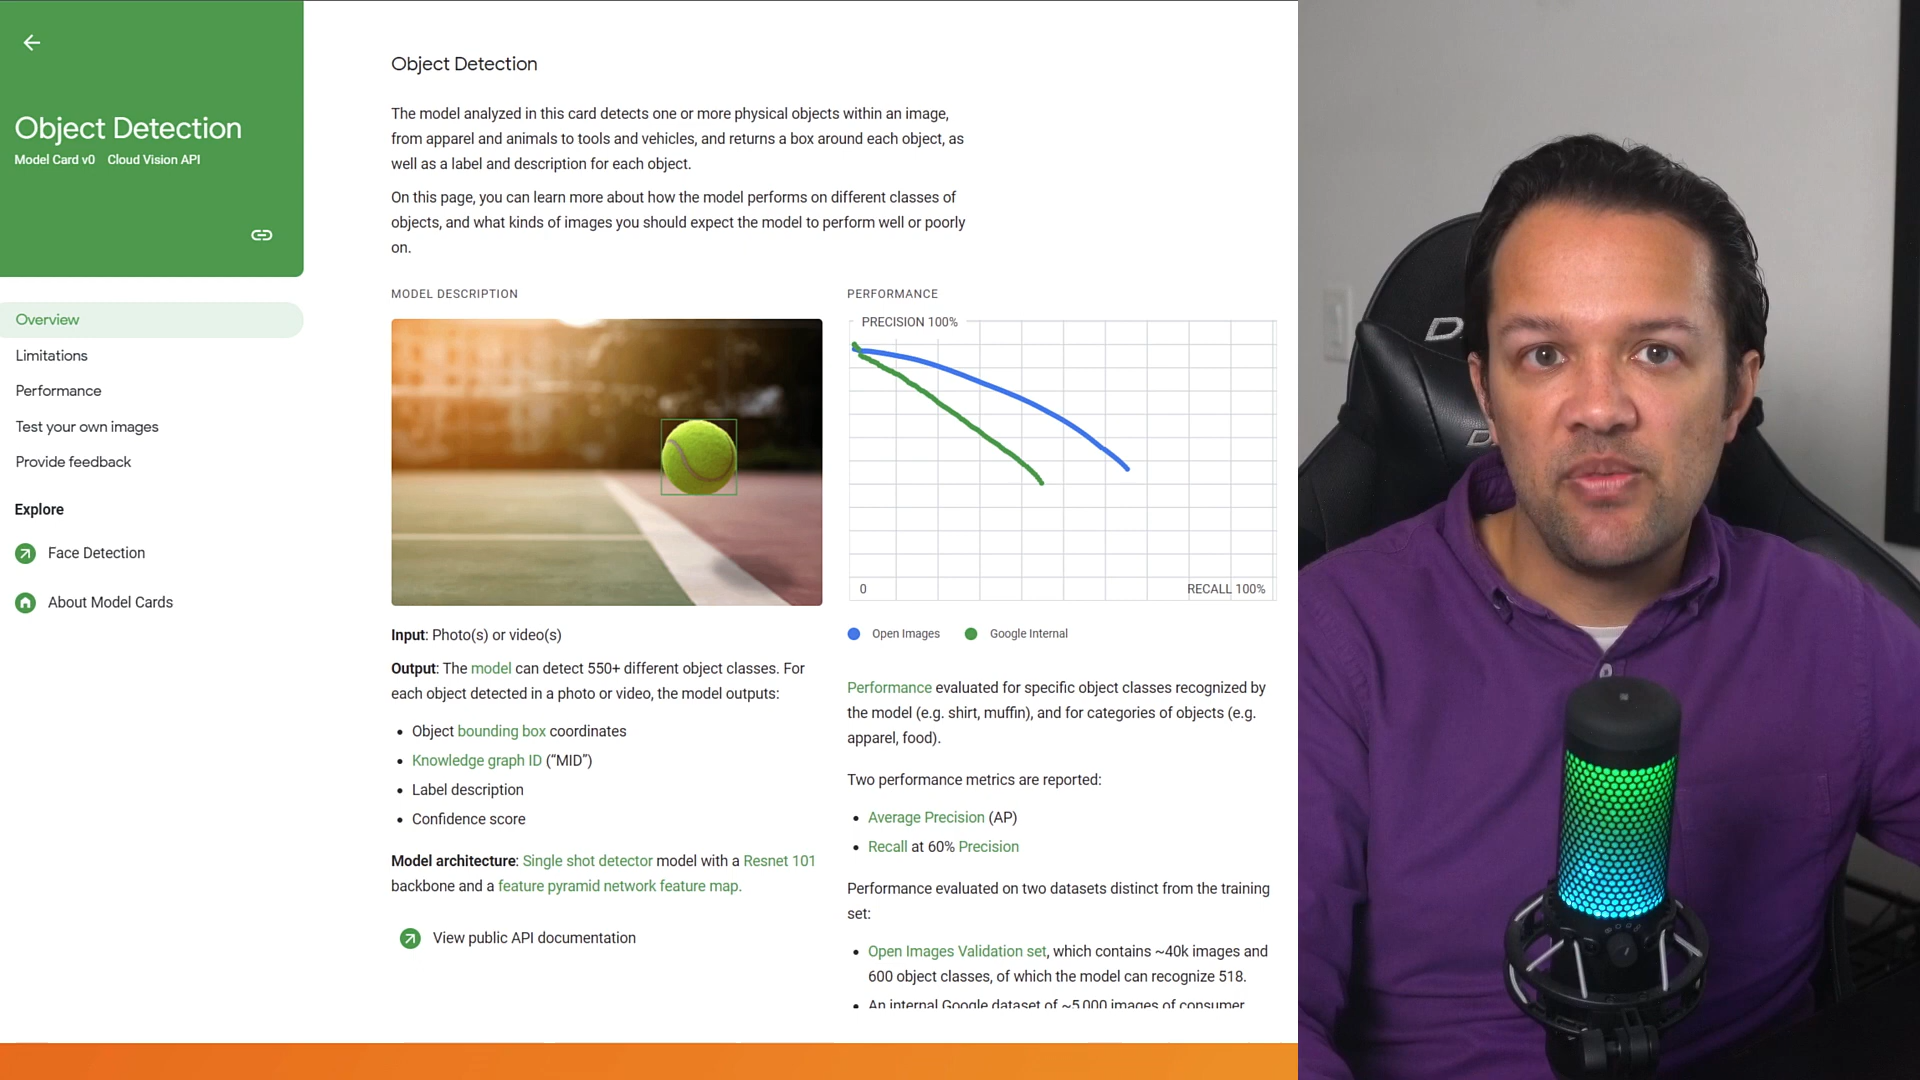 Object Detection
Model Card v0 Cloud Vision API
Overview
Limitations
Performance
Test your own images
Provide feedback
Explore
Face Detection
About Model Cards
Object Detection
The model analyzed in this card detects one or more physical objects within an image,
from apparel and animals to tools and vehicles, and returns a box around each object, as
well as a label and description for each object.
On this page, you can learn more about how the model performs on different classes of
objects, and what kinds of images you should expect the model to perform well or poorly
on.
MODEL DESCRIPTION
Input: Photo(s) or video(s)
Output: The model can detect 550+ different object classes. For
each object detected in a photo or video, the model outputs:
• Object bounding box coordinates
• Knowledge graph ID (“MID”)
• Label description
• Confidence score
Model architecture: Single shot detector model with a Resnet 101
backbone and a feature pyramid network feature map.
View public API documentation
PERFORMANCE
PRECISION 100%
0 RECALL 100%
Open Images Google Internal
Performance evaluated for specific object classes recognized by
the model (e.g. shirt, muffin), and for categories of objects (e.g.
apparel, food).
Two performance metrics are reported:
• Average Precision (AP)
• Recall at 60% Precision
Performance evaluated on two datasets distinct from the training
set:
• Open Images Validation set, which contains ~40k images and
600 object classes, of which the model can recognize 518.
• An internal Google dataset of ~5,000 images of consumer